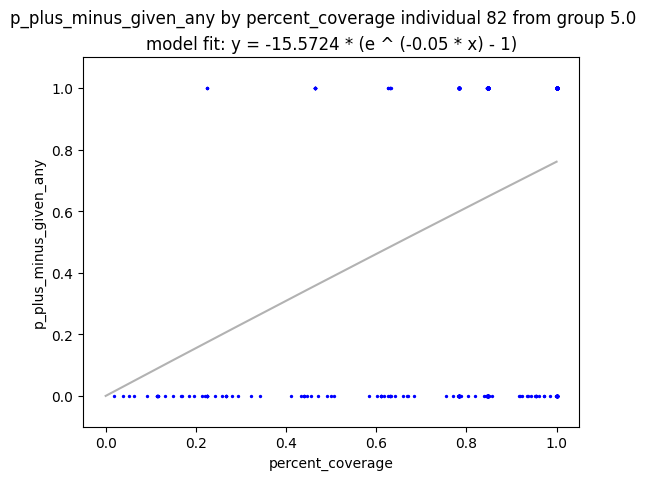 p_plus_minus_given_any by percent_coverage individual 82 from group 5.0
model fit: y = -15.5724 * (e ^ (-0.05 * x) - 1)
1.0
0.8
0.6
0.4
0.2
0.0
p_plus_minus_given_any
0.0 0.2 0.4 0.6 0.8 1.0
percent_coverage